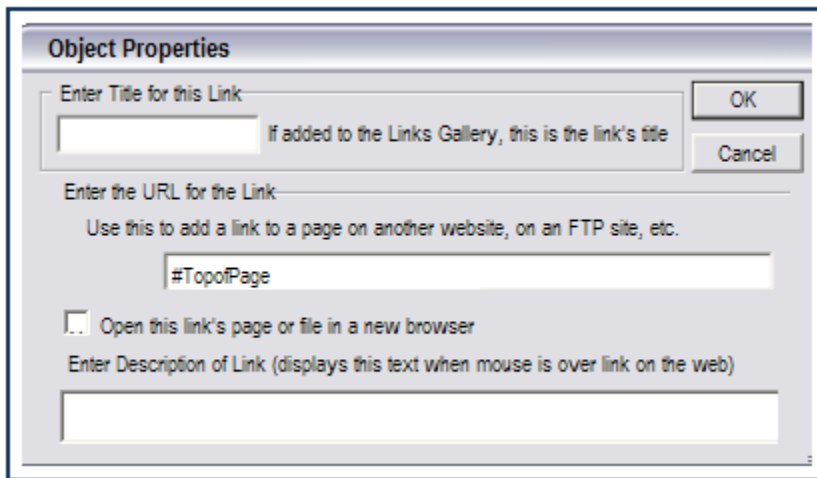 Object Properties
Enter Title for this Link
OK
If added to the Links Gallery, this is the link's title
Cancel
Enter the URL for the Link
Use this to add a link to a page on another website, on an FTP site, etc.
#TopofPage
Open this link's page or file in a new browser
Enter Description of Link (displays this text when mouse is over link on the web)